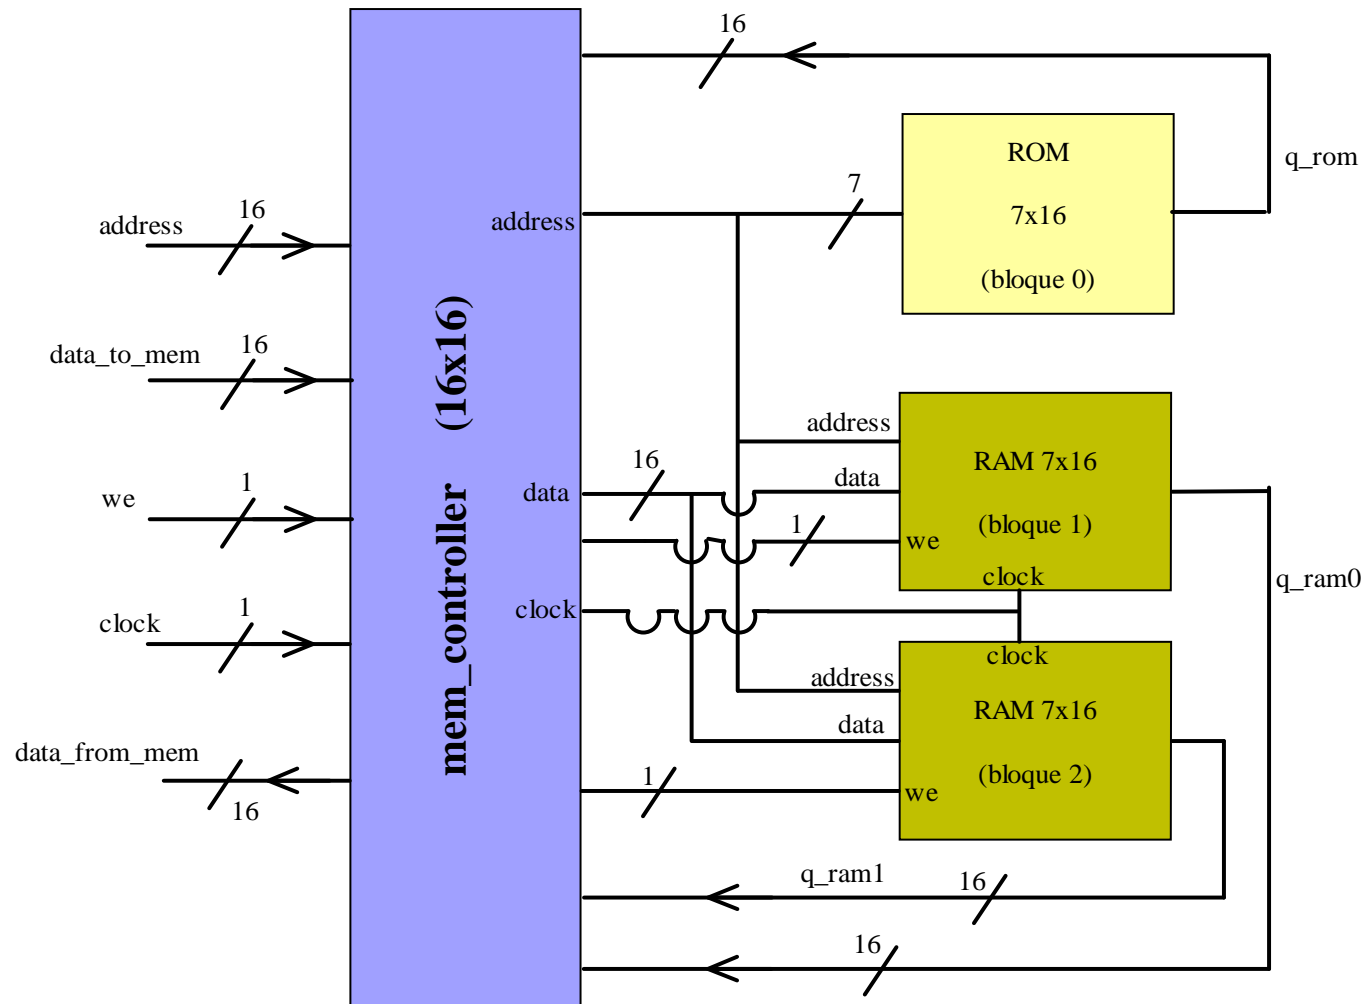 16
q_rom
ROM
7x16
(bloque 0)
7
address
16
address
16
data_to_mem
1
we
1
clock
data_from_mem
16
mem_controller (16x16)
address
RAM 7x16
data
(bloque 1)
we
clock
16
data
1
clock
q_ram0
clock
address
RAM 7x16
data
(bloque 2)
we
1
q_ram1
16
16